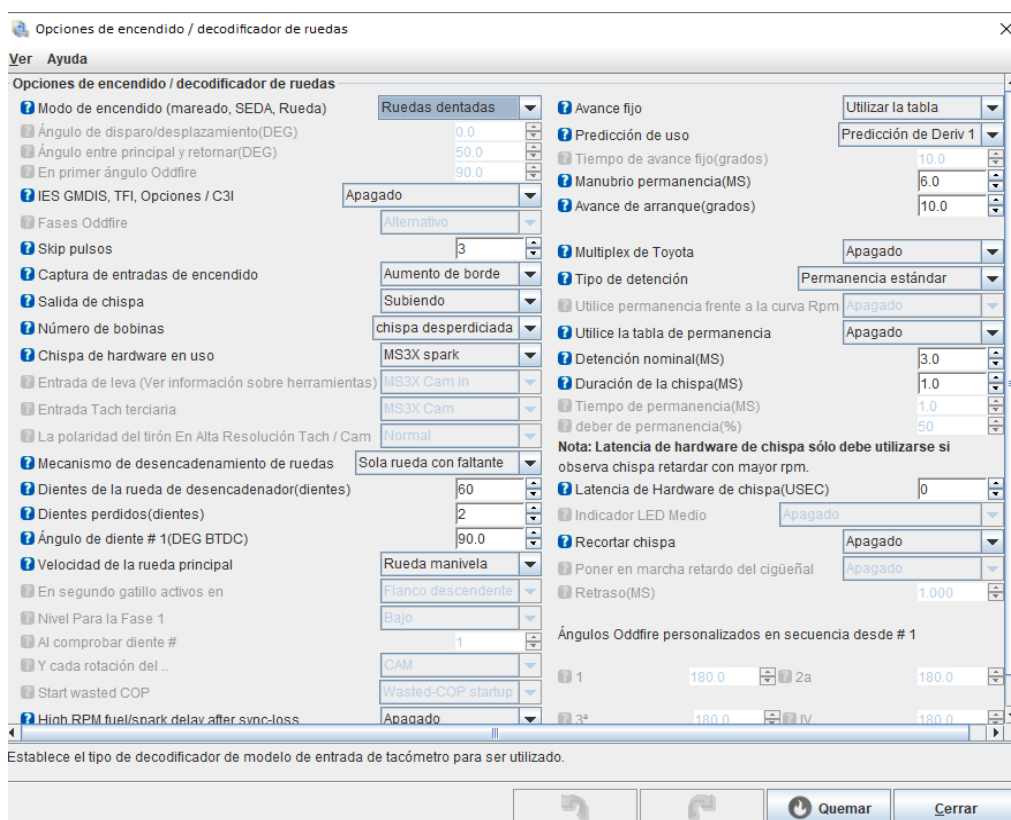 Opciones de encendido / decodificador de ruedas
Ver Ayuda
Opciones de encendido / decodificador de ruedas
Modo de encendido (mareado, SEDA, Rueda) Ruedas dentadas
Ángulo de disparo/desplazamiento(DEG) 0.0
Ángulo entre principal y retornar(DEG) 50.0
En primer ángulo Oddfire 90.0
IES GMDIS, TFI, Opciones / C3I Apagado
Fases Oddfire Alternativo
Skip pulsos 3
Captura de entradas de encendido Aumento de borde
Salida de chispa Subiendo
Número de bobinas chispa desperdiciada
Chispa de hardware en uso MS3X spark
Entrada de leva (Ver información sobre herramientas) MS3X Cam in
Entrada Tach terciaria MS3X Cam
La polaridad del tirón En Alta Resolución Tach / Cam Normal
Mecanismo de desencadenamiento de ruedas Sola rueda con faltante
Dientes de la rueda de desencadenador(dientes) 60
Dientes perdidos(dientes) 2
Ángulo de diente # 1(DEG BTDC) 90.0
Velocidad de la rueda principal Rueda manivela
En segundo gatillo activos en Flanco descendente
Nivel Para la Fase 1 Bajo
Al comprobar diente # 1
Y cada rotación del .. CAM
Start wasted COP Wasted-COP startup
High RPM fuel/spark delay after sync-loss Apagado
Avance fijo Utilizar la tabla
Predicción de uso Predicción de Deriv 1
Tiempo de avance fijo(grados) 10.0
Manubrio permanencia(MS) 6.0
Avance de arranque(grados) 10.0
Multiplex de Toyota Apagado
Tipo de detención Permanencia estándar
Utilice permanencia frente a la curva Rpm Apagado
Utilice la tabla de permanencia Apagado
Detención nominal(MS) 3.0
Duración de la chispa(MS) 1.0
Tiempo de permanencia(MS) 1.0
deber de permanencia(%) 50
Nota: Latencia de hardware de chispa sólo debe utilizarse si
observa chispa retardar con mayor rpm.
Latencia de Hardware de chispa(USEC) 0
Indicador LED Medio Apagado
Recortar chispa Apagado
Poner en marcha retardo del cigüeñal Apagado
Retraso(MS) 1.000
Ángulos Oddfire personalizados en secuencia desde # 1
1 180.0 2a 180.0
3ª 180.0 IV 180.0
Establece el tipo de decodificador de modelo de entrada de tacómetro para ser utilizado.
Quemar Cerrar